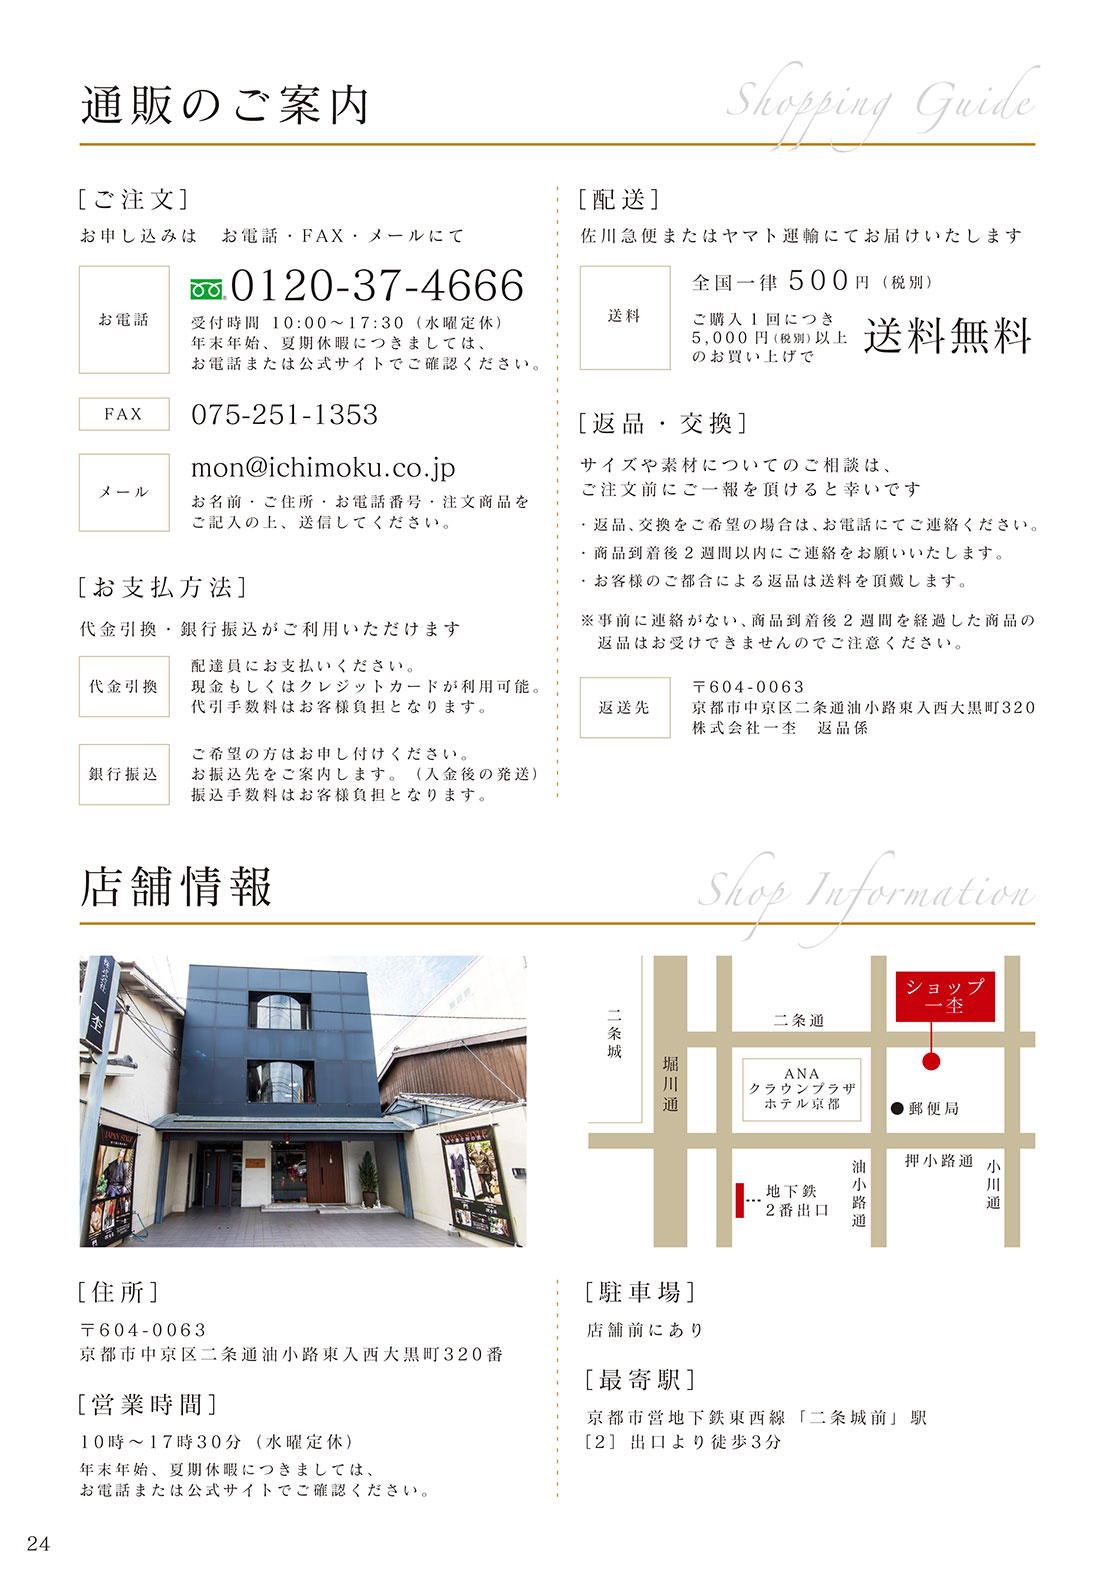 通販のご案内
Shopping Guide
[ご注文]
お申し込みは　お電話・FAX・メールにて
お電話
0120-37-4666
受付時間 10:00～17:30（水曜定休）
年末年始、夏期休暇につきましては、
お電話または公式サイトでご確認ください。
FAX
075-251-1353
メール
mon@ichimoku.co.jp
お名前・ご住所・お電話番号・注文商品を
ご記入の上、送信してください。
[お支払方法]
代金引換・銀行振込がご利用いただけます
代金引換
配達員にお支払いください。
現金もしくはクレジットカードが利用可能。
代引手数料はお客様負担となります。
銀行振込
ご希望の方はお申し付けください。
お振込先をご案内します。（入金後の発送）
振込手数料はお客様負担となります。
[配送]
佐川急便またはヤマト運輸にてお届けいたします
送料
全国一律 500円（税別）
ご購入1回につき
5,000円(税別)以上
のお買い上げで
送料無料
[返品・交換]
サイズや素材についてのご相談は、
ご注文前にご一報を頂けると幸いです
・返品、交換をご希望の場合は、お電話にてご連絡ください。
・商品到着後2週間以内にご連絡をお願いいたします。
・お客様のご都合による返品は送料を頂戴します。
※事前に連絡がない、商品到着後2週間を経過した商品の
返品はお受けできませんのでご注意ください。
返送先
〒604-0063
京都市中京区二条通油小路東入西大黒町320
株式会社一杢　返品係
店舗情報
Shop Information
一杢
JAPAN STYLE
JAPAN STYLE
二条城
堀川通
二条通
ショップ
一杢
ANA
クラウンプラザ
ホテル京都
郵便局
押小路通
油小路通
小川通
地下鉄
2番出口
[住所]
〒604-0063
京都市中京区二条通油小路東入西大黒町320番
[営業時間]
10時～17時30分（水曜定休）
年末年始、夏期休暇につきましては、
お電話または公式サイトでご確認ください。
[駐車場]
店舗前にあり
[最寄駅]
京都市営地下鉄東西線「二条城前」駅
[2] 出口より徒歩3分
24